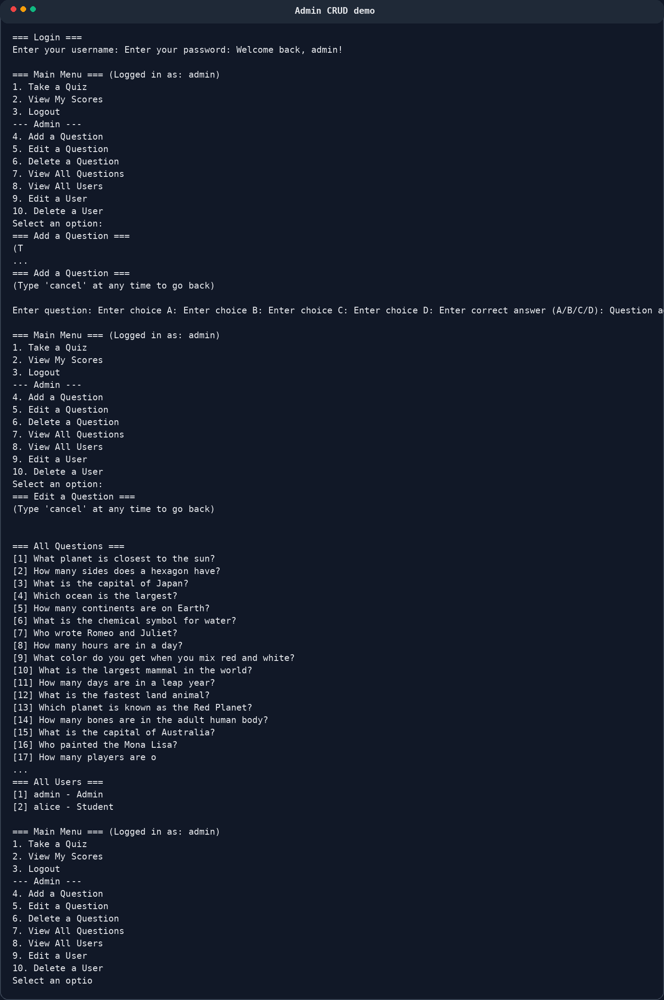 Admin CRUD demo
=== Login ===
Enter your username: Enter your password: Welcome back, admin!
=== Main Menu === (Logged in as: admin)
1. Take a Quiz
2. View My Scores
3. Logout
--- Admin ---
4. Add a Question
5. Edit a Question
6. Delete a Question
7. View All Questions
8. View All Users
9. Edit a User
10. Delete a User
Select an option:
=== Add a Question ===
(T
...
=== Add a Question ===
(Type 'cancel' at any time to go back)
Enter question: Enter choice A: Enter choice B: Enter choice C: Enter choice D: Enter correct answer (A/B/C/D): Question
=== Main Menu === (Logged in as: admin)
1. Take a Quiz
2. View My Scores
3. Logout
--- Admin ---
4. Add a Question
5. Edit a Question
6. Delete a Question
7. View All Questions
8. View All Users
9. Edit a User
10. Delete a User
Select an option:
=== Edit a Question ===
(Type 'cancel' at any time to go back)
=== All Questions ===
[1] What planet is closest to the sun?
[2] How many sides does a hexagon have?
[3] What is the capital of Japan?
[4] Which ocean is the largest?
[5] How many continents are on Earth?
[6] What is the chemical symbol for water?
[7] Who wrote Romeo and Juliet?
[8] How many hours are in a day?
[9] What color do you get when you mix red and white?
[10] What is the largest mammal in the world?
[11] How many days are in a leap year?
[12] What is the fastest land animal?
[13] Which planet is known as the Red Planet?
[14] How many bones are in the adult human body?
[15] What is the capital of Australia?
[16] Who painted the Mona Lisa?
[17] How many players are o
...
=== All Users ===
[1] admin - Admin
[2] alice - Student
=== Main Menu === (Logged in as: admin)
1. Take a Quiz
2. View My Scores
3. Logout
--- Admin ---
4. Add a Question
5. Edit a Question
6. Delete a Question
7. View All Questions
8. View All Users
9. Edit a User
10. Delete a User
Select an optio